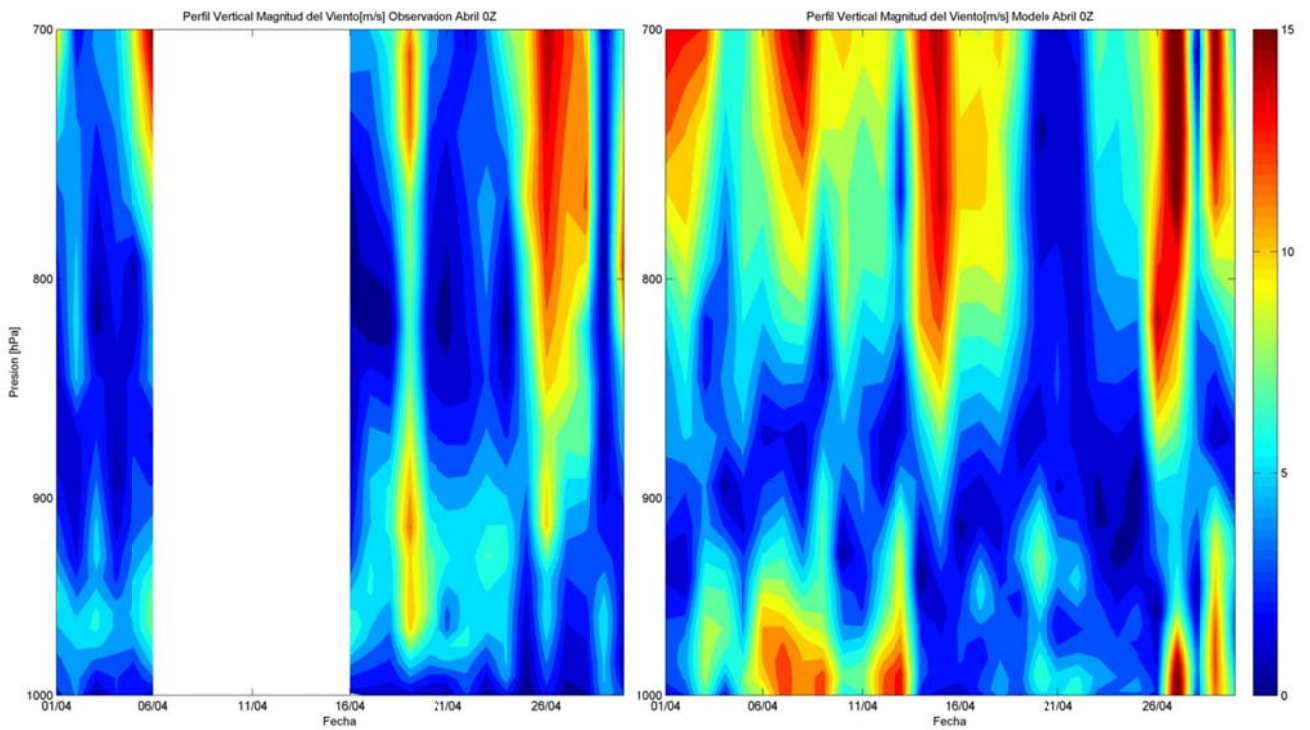 Perfil Vertical Magnitud del Viento[m/s] Observaxion Abril 0Z
Perfil Vertical Magnitud del Viento[m/s] Modelo Abril 0Z
700
800
900
1000
Presion [hPa]
01/04 06/04 11/04 16/04 21/04 26/04
Fecha
700
800
900
1000
01/04 06/04 11/04 16/04 21/04 26/04
Fecha
15
10
5
0